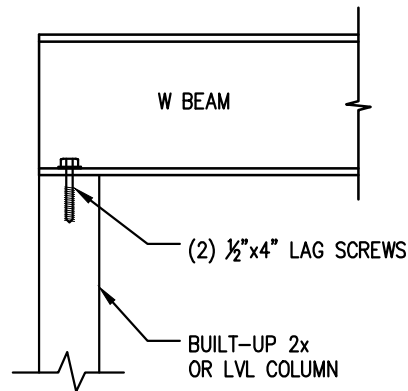 W BEAM
(2) ½"x4" LAG SCREWS
BUILT-UP 2x
OR LVL COLUMN